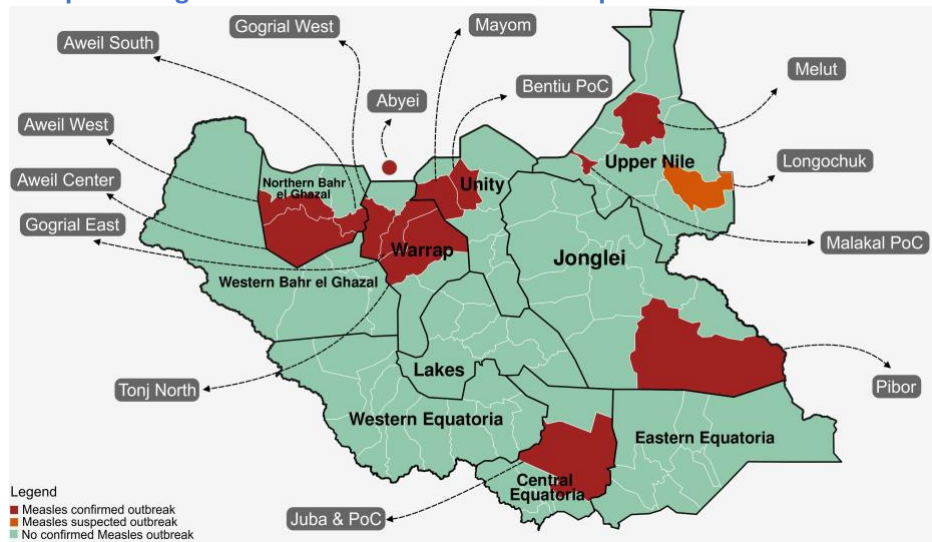 Gogrial West
Mayom
Aweil South
Bentiu PoC
Melut
Abyei
Aweil West
Upper Nile
Longochuk
Aweil Center
Northern Bahr
el Ghazal
Unity
Gogrial East
Malakal PoC
Warrap
Jonglei
Western Bahr el Ghazal
Lakes
Tonj North
Pibor
Western Equatoria
Eastern Equatoria
Central
Equatoria
Juba & PoC
Legend
Measles confirmed outbreak
Measles suspected outbreak
No confirmed Measles outbreak